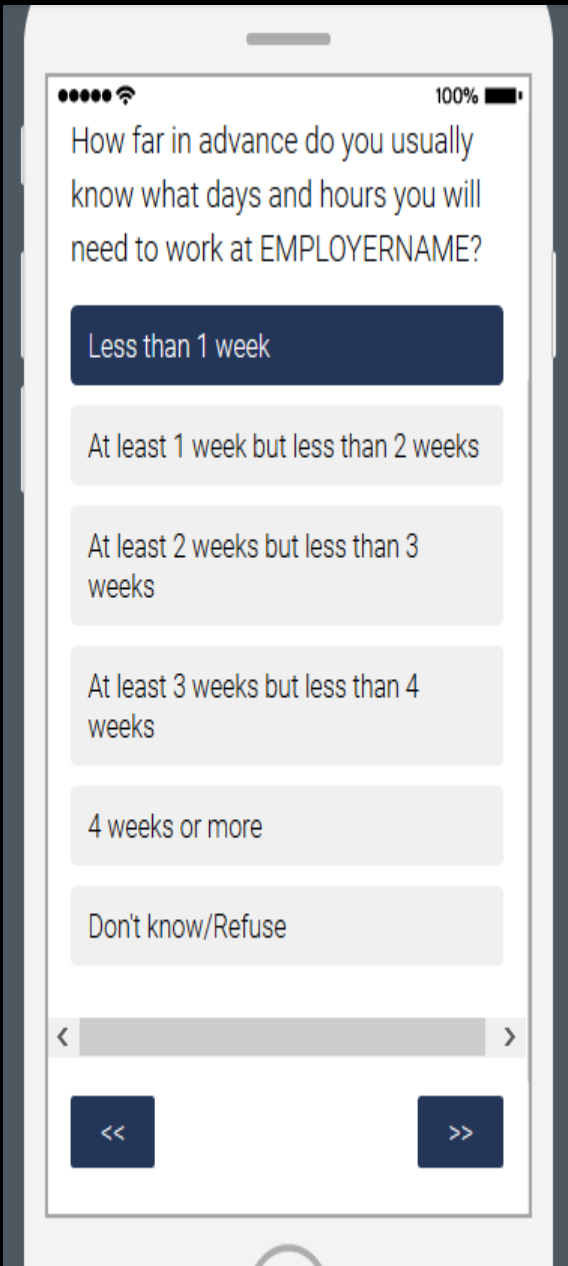 100%
How far in advance do you usually
know what days and hours you will
need to work at EMPLOYERNAME?
Less than 1 week
At least 1 week but less than 2 weeks
At least 2 weeks but less than 3
weeks
At least 3 weeks but less than 4
weeks
4 weeks or more
Don't know/Refuse
<< >>